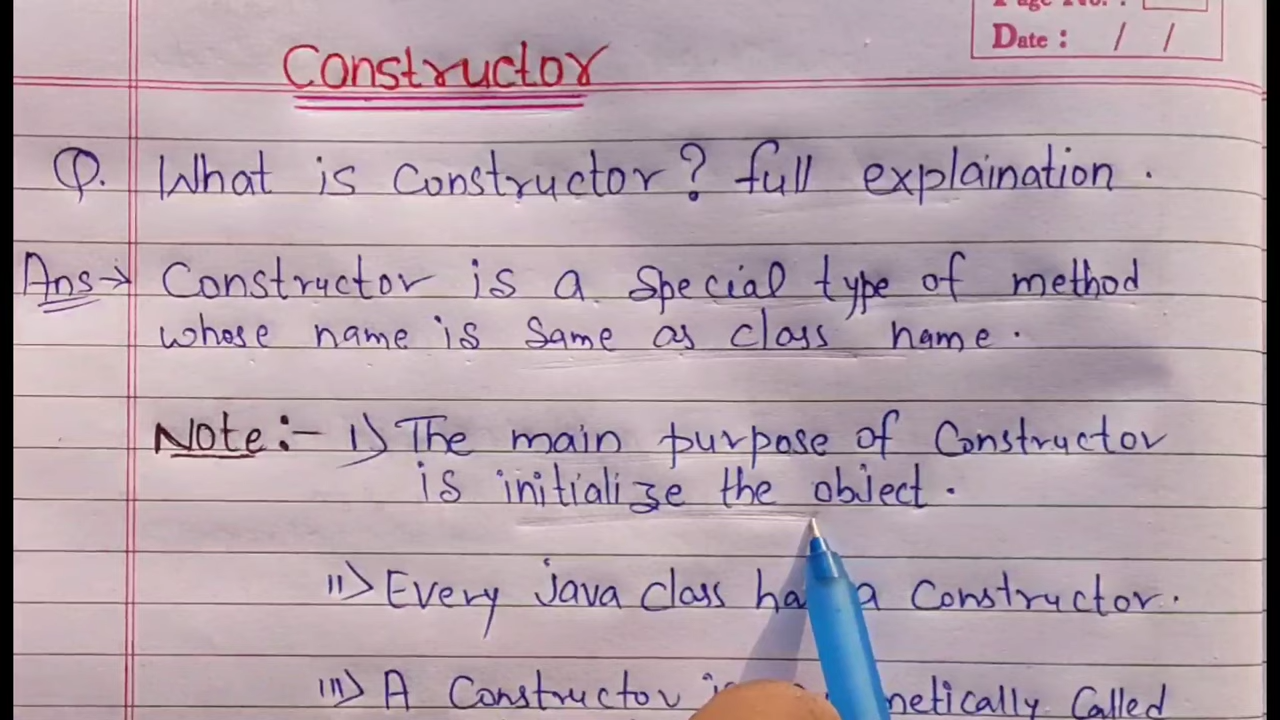 Date : / /
Constructor
Q. What is constructor? full explaination.
Ans→ Constructor is a special type of method
whose name is same as class name.
Note:- i) The main purpose of Constructor
is initialize the object.
ii) Every java class a Constructor.
iii) A Constructor Called